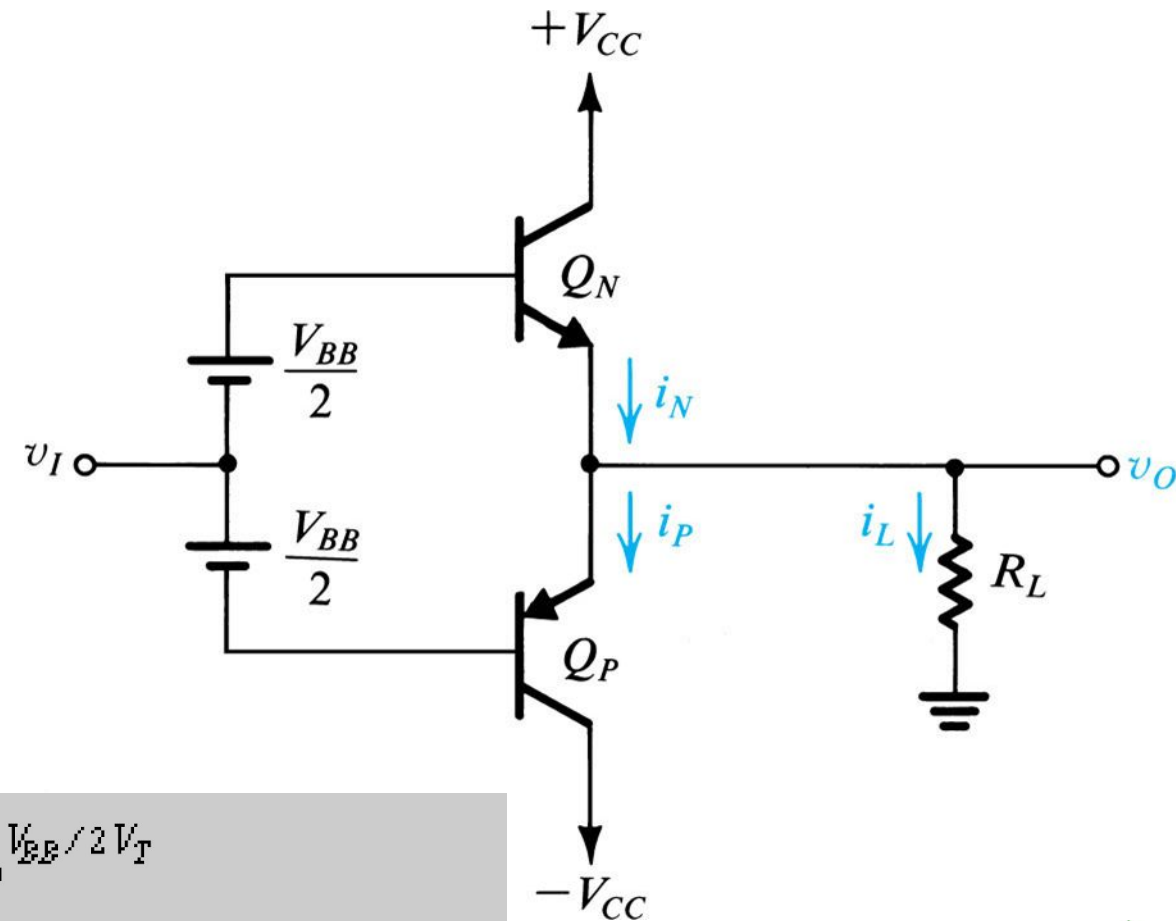 +V_CC
Q_N
V_BB
2
i_N
v_I
v_O
i_P
i_L
V_BB
2
R_L
Q_P
V_BB / 2 V_T
−V_CC